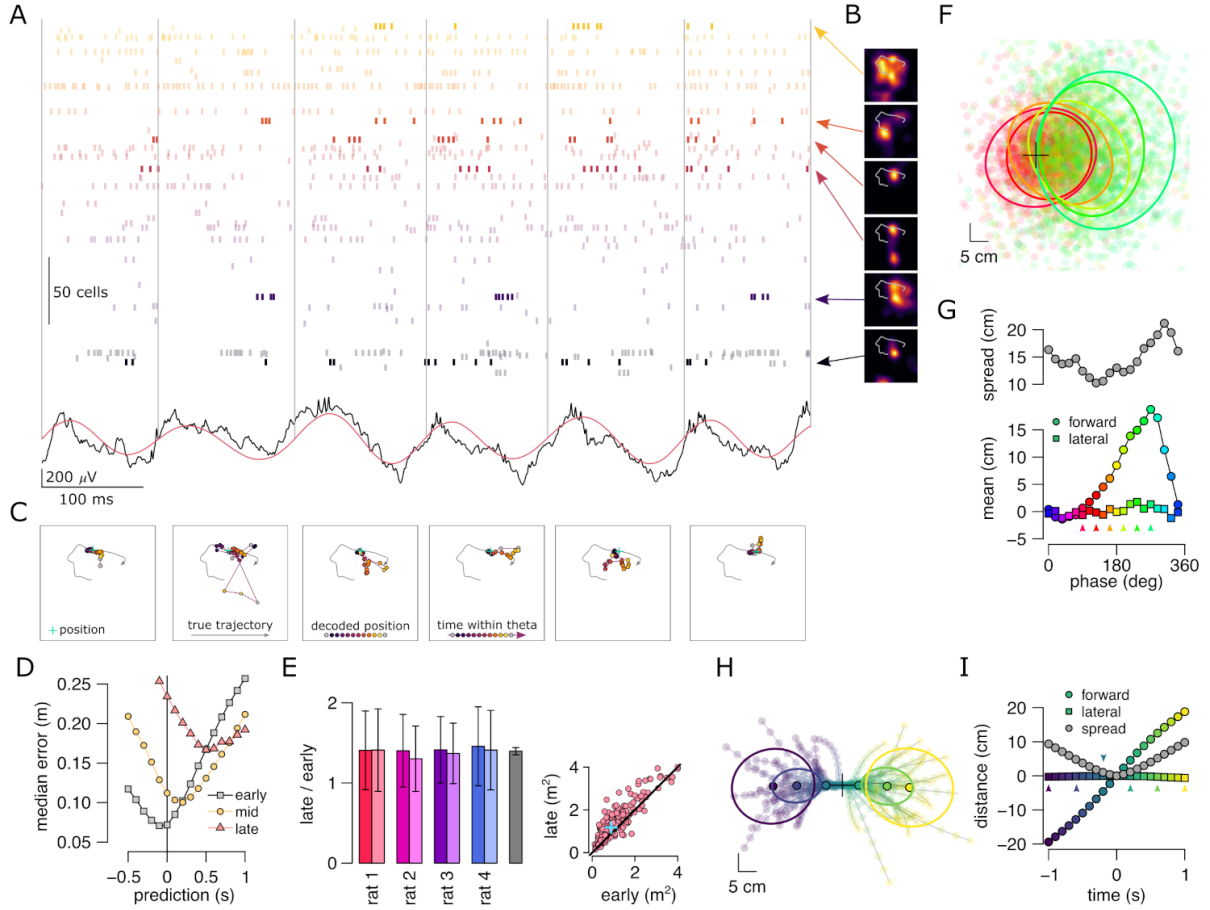 A
B
50 cells
200 μV
100 ms
C
+ position
true trajectory
decoded position
time within theta
D
median error (m)
0.25
0.20
0.15
0.10
0.05
early
mid
late
−0.5
0.0
0.5
1
prediction (s)
E
late / early
2
1
0
rat 1
rat 2
rat 3
rat 4
late (m²)
4
2
0
0
2
4
early (m²)
F
5 cm
G
spread (cm)
20
15
10
forward
lateral
mean (cm)
15
10
5
0
−5
0
180
360
phase (deg)
H
5 cm
I
forward
lateral
spread
distance (cm)
20
10
0
−10
−20
−1
0
1
time (s)